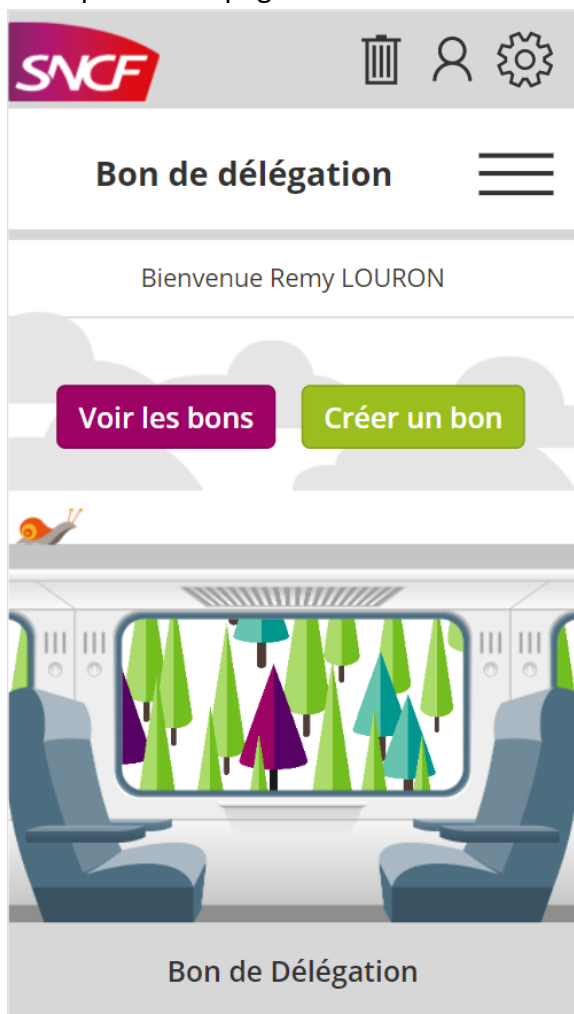 SNCF
Bon de délégation
Bienvenue Remy LOURON
Voir les bons
Créer un bon
Bon de Délégation